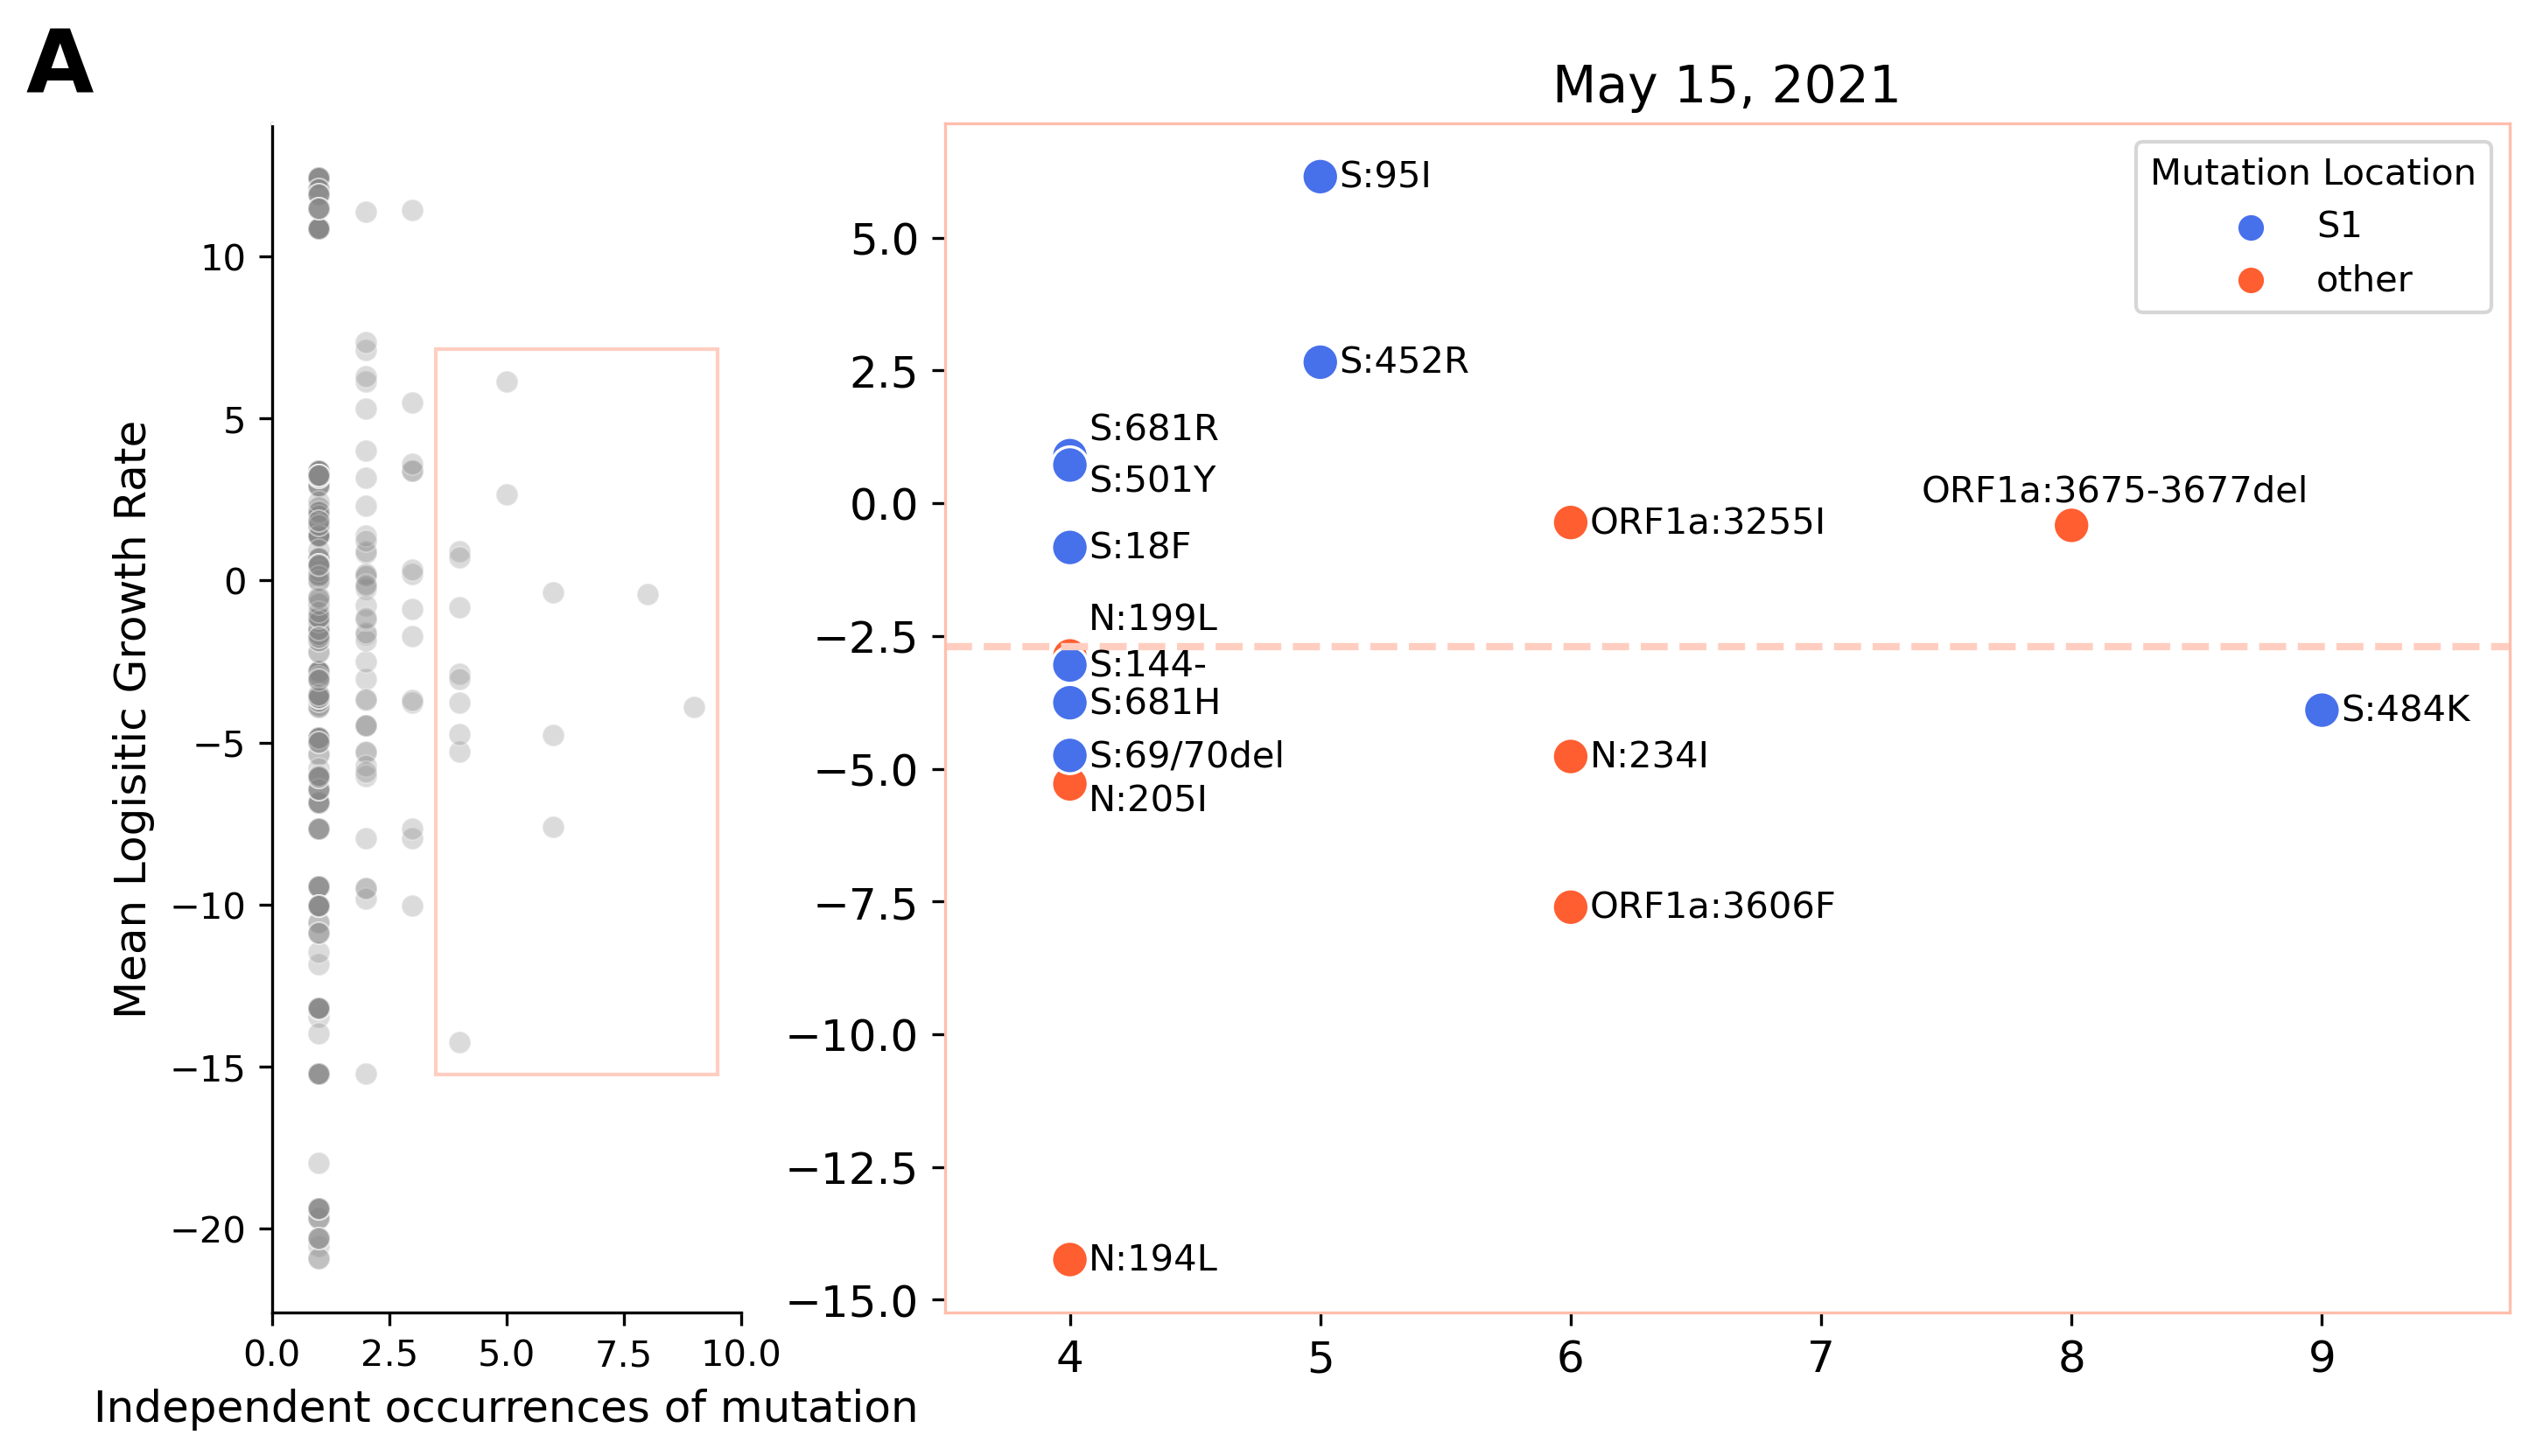 A
May 15, 2021
Mean Logisitic Growth Rate
10
5
0
−5
−10
−15
−20
0.0 2.5 5.0 7.5 10.0
Independent occurrences of mutation
5.0
2.5
0.0
−2.5
−5.0
−7.5
−10.0
−12.5
−15.0
4 5 6 7 8 9
Mutation Location
S1
other
S:95I
S:452R
S:681R
S:501Y
S:18F
ORF1a:3255I
ORF1a:3675-3677del
N:199L
S:144-
S:681H
S:484K
S:69/70del
N:234I
N:205I
ORF1a:3606F
N:194L